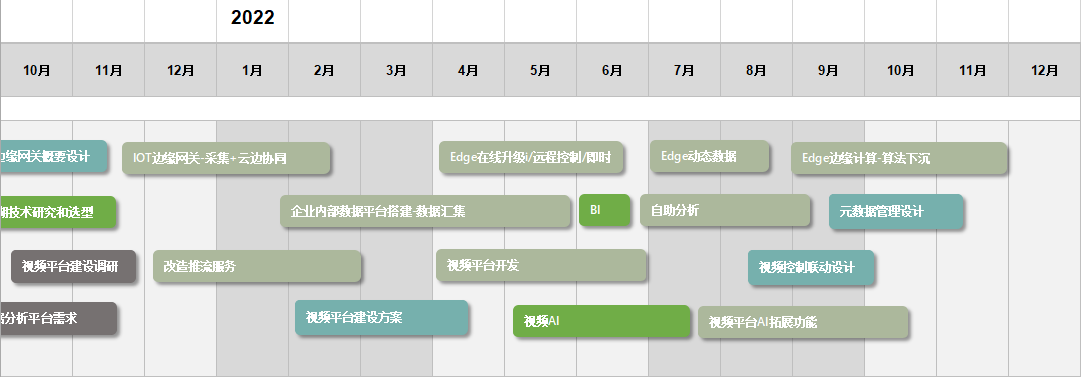 2022
10月 11月 12月 1月 2月 3月 4月 5月 6月 7月 8月 9月 10月 11月 12月
边缘网关概要设计 IOT边缘网关-采集+云边协同 Edge在线升级i/远程控制/即时 Edge动态数据 Edge边缘计算-算法下沉
期技术研究和选型 企业内部数据平台搭建-数据汇集 BI 自助分析 元数据管理设计
视频平台建设调研 改造推流服务 视频平台开发 视频控制联动设计
分析平台需求 视频平台建设方案 视频AI 视频平台AI拓展功能